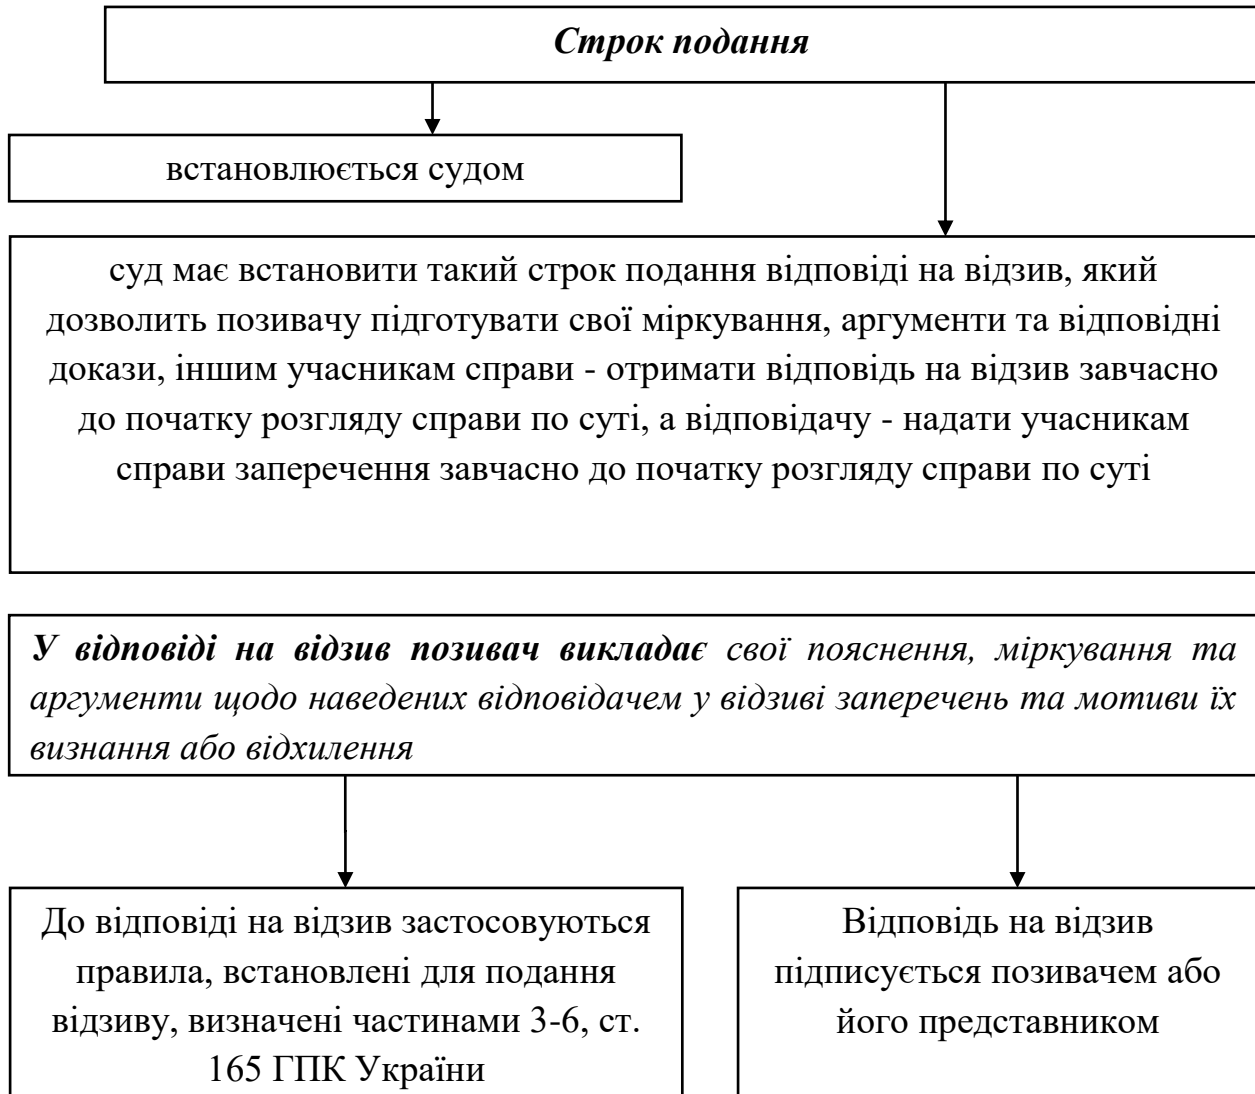 Строк подання
встановлюється судом
суд має встановити такий строк подання відповіді на відзив, який
дозволить позивачу підготувати свої міркування, аргументи та відповідні
докази, іншим учасникам справи - отримати відповідь на відзив завчасно
до початку розгляду справи по суті, а відповідачу - надати учасникам
справи заперечення завчасно до початку розгляду справи по суті
У відповіді на відзив позивач викладає свої пояснення, міркування та
аргументи щодо наведених відповідачем у відзиві заперечень та мотиви їх
визнання або відхилення
До відповіді на відзив застосовуються
правила, встановлені для подання
відзиву, визначені частинами 3-6, ст.
165 ГПК України
Відповідь на відзив
підписується позивачем або
його представником